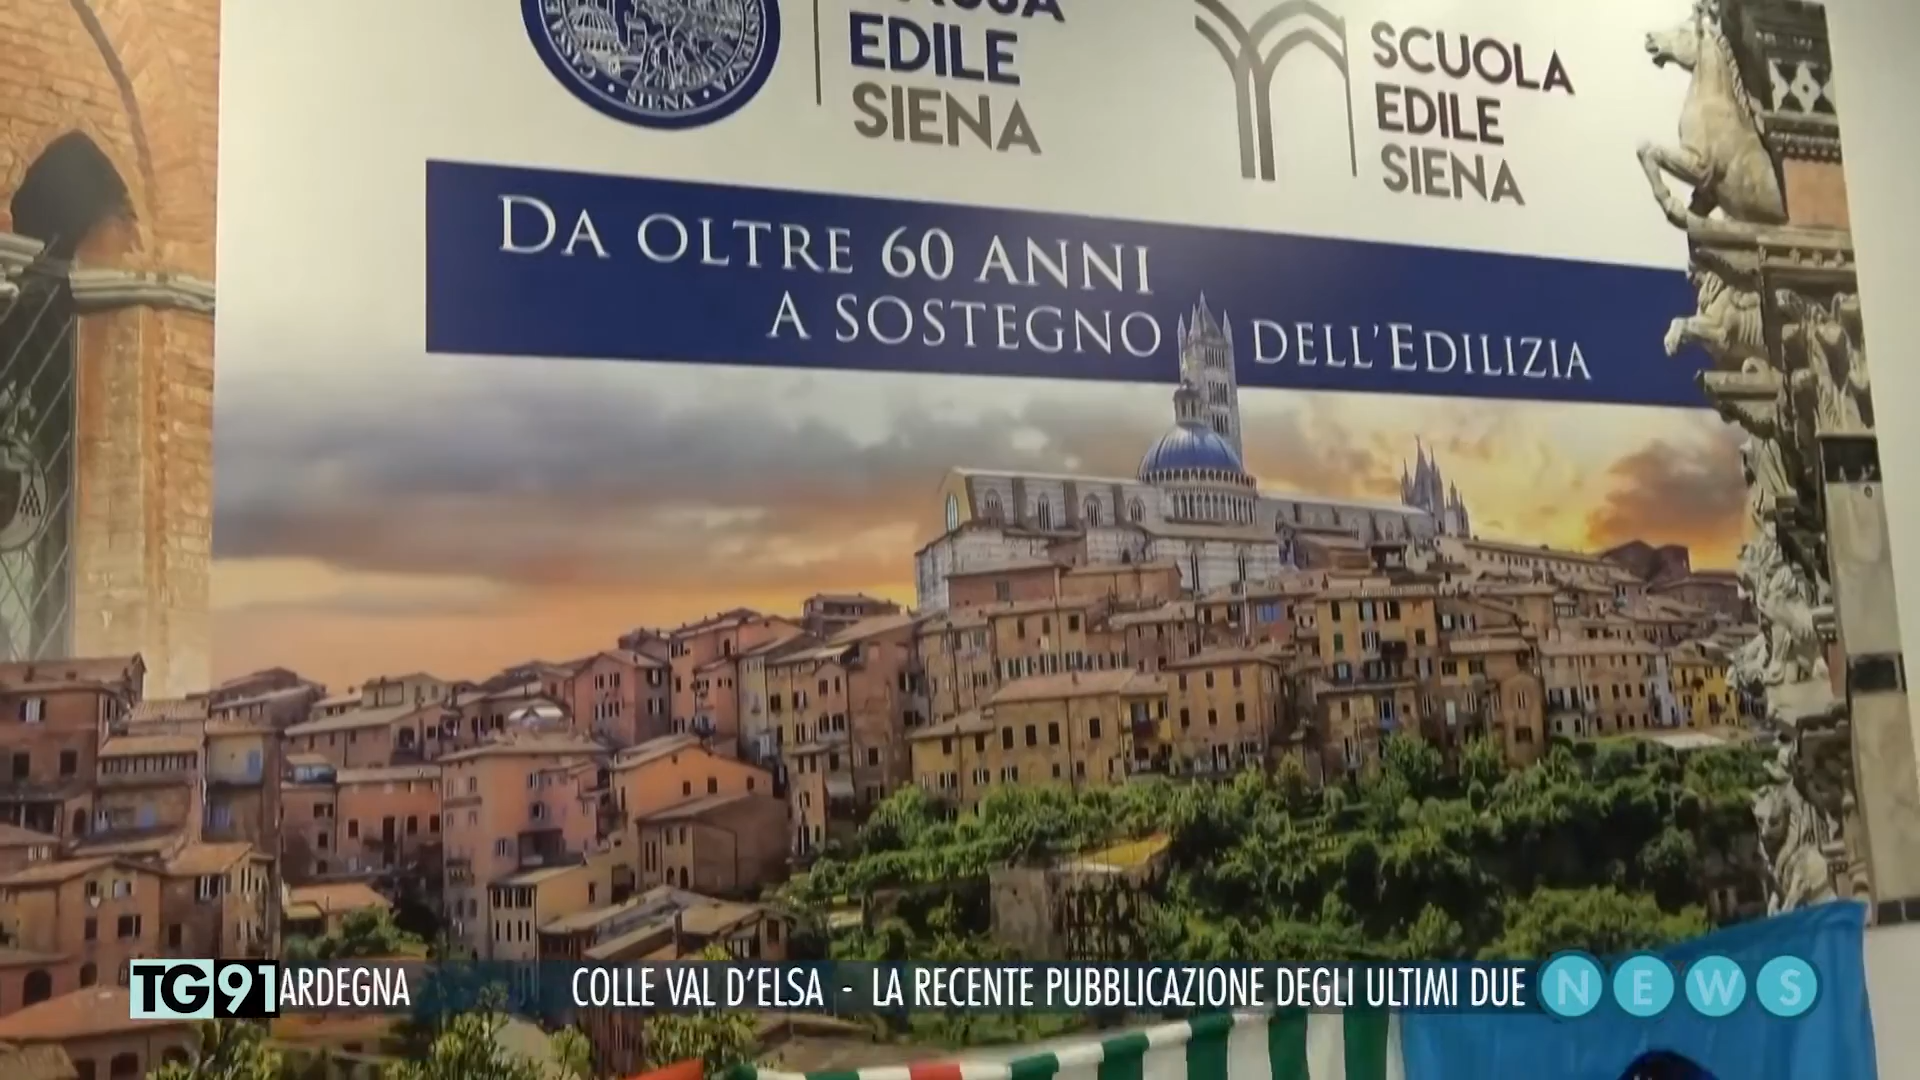 EDILE
SIENA
SIENA
SCUOLA
EDILE
SIENA
DA OLTRE 60 ANNI
A SOSTEGNO DELL'EDILIZIA
TG91 ARDEGNA COLLE VAL D'ELSA - LA RECENTE PUBBLICAZIONE DEGLI ULTIMI DUE NEWS